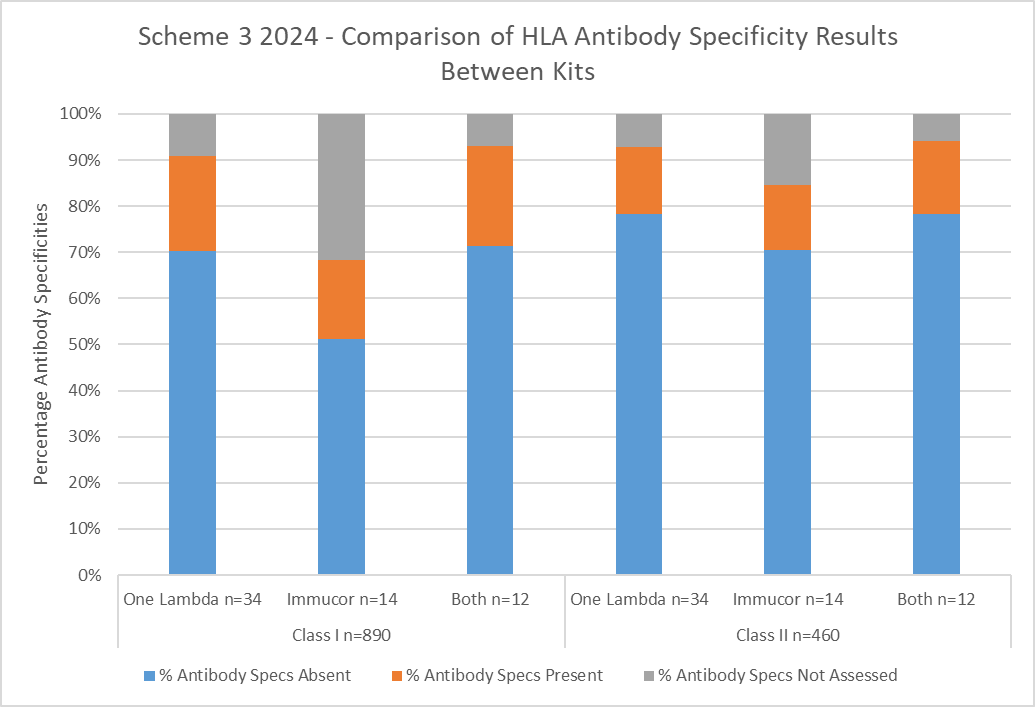 Scheme 3 2024 - Comparison of HLA Antibody Specificity Results
Between Kits
Percentage Antibody Specificities
100%
90%
80%
70%
60%
50%
40%
30%
20%
10%
0%
One Lambda n=34 Immucor n=14 Both n=12 One Lambda n=34 Immucor n=14 Both n=12
Class I n=890 Class II n=460
% Antibody Specs Absent % Antibody Specs Present % Antibody Specs Not Assessed